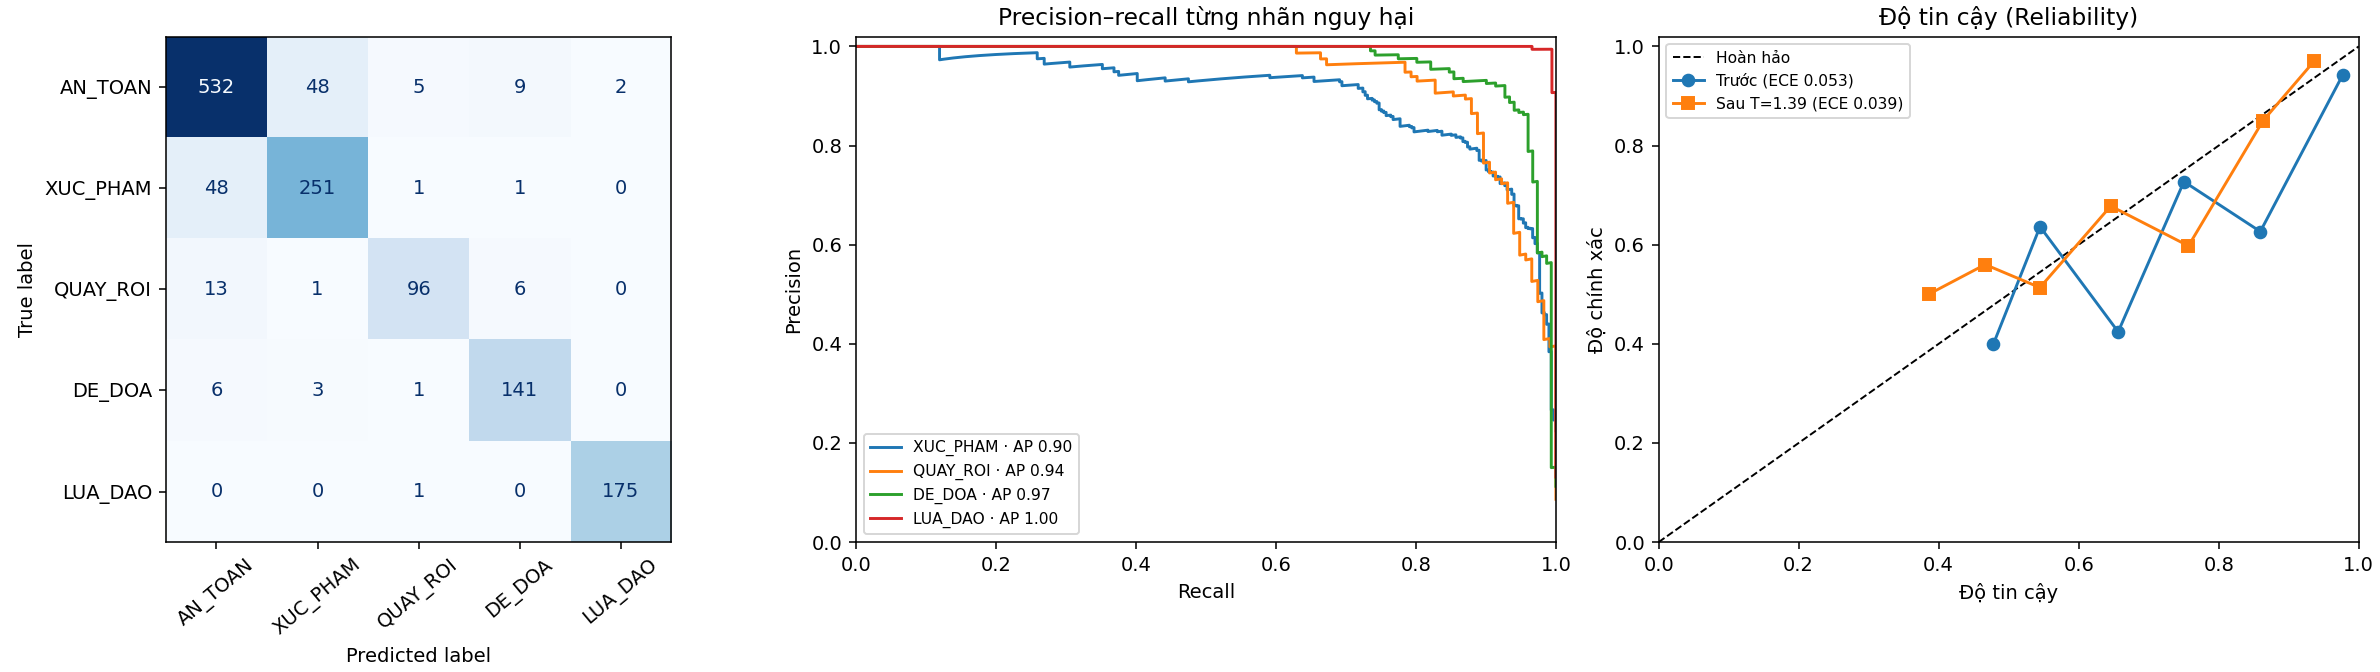 True label
AN_TOAN 532 48 5 9 2
XUC_PHAM 48 251 1 1 0
QUAY_ROI 13 1 96 6 0
DE_DOA 6 3 1 141 0
LUA_DAO 0 0 1 0 175
AN_TOAN XUC_PHAM QUAY_ROI DE_DOA LUA_DAO
Predicted label
Precision–recall từng nhãn nguy hại
Precision
1.0
0.8
0.6
0.4
0.2
0.0
XUC_PHAM · AP 0.90
QUAY_ROI · AP 0.94
DE_DOA · AP 0.97
LUA_DAO · AP 1.00
0.0 0.2 0.4 0.6 0.8 1.0
Recall
Độ tin cậy (Reliability)
Độ chính xác
1.0
0.8
0.6
0.4
0.2
0.0
Hoàn hảo
Trước (ECE 0.053)
Sau T=1.39 (ECE 0.039)
0.0 0.2 0.4 0.6 0.8 1.0
Độ tin cậy